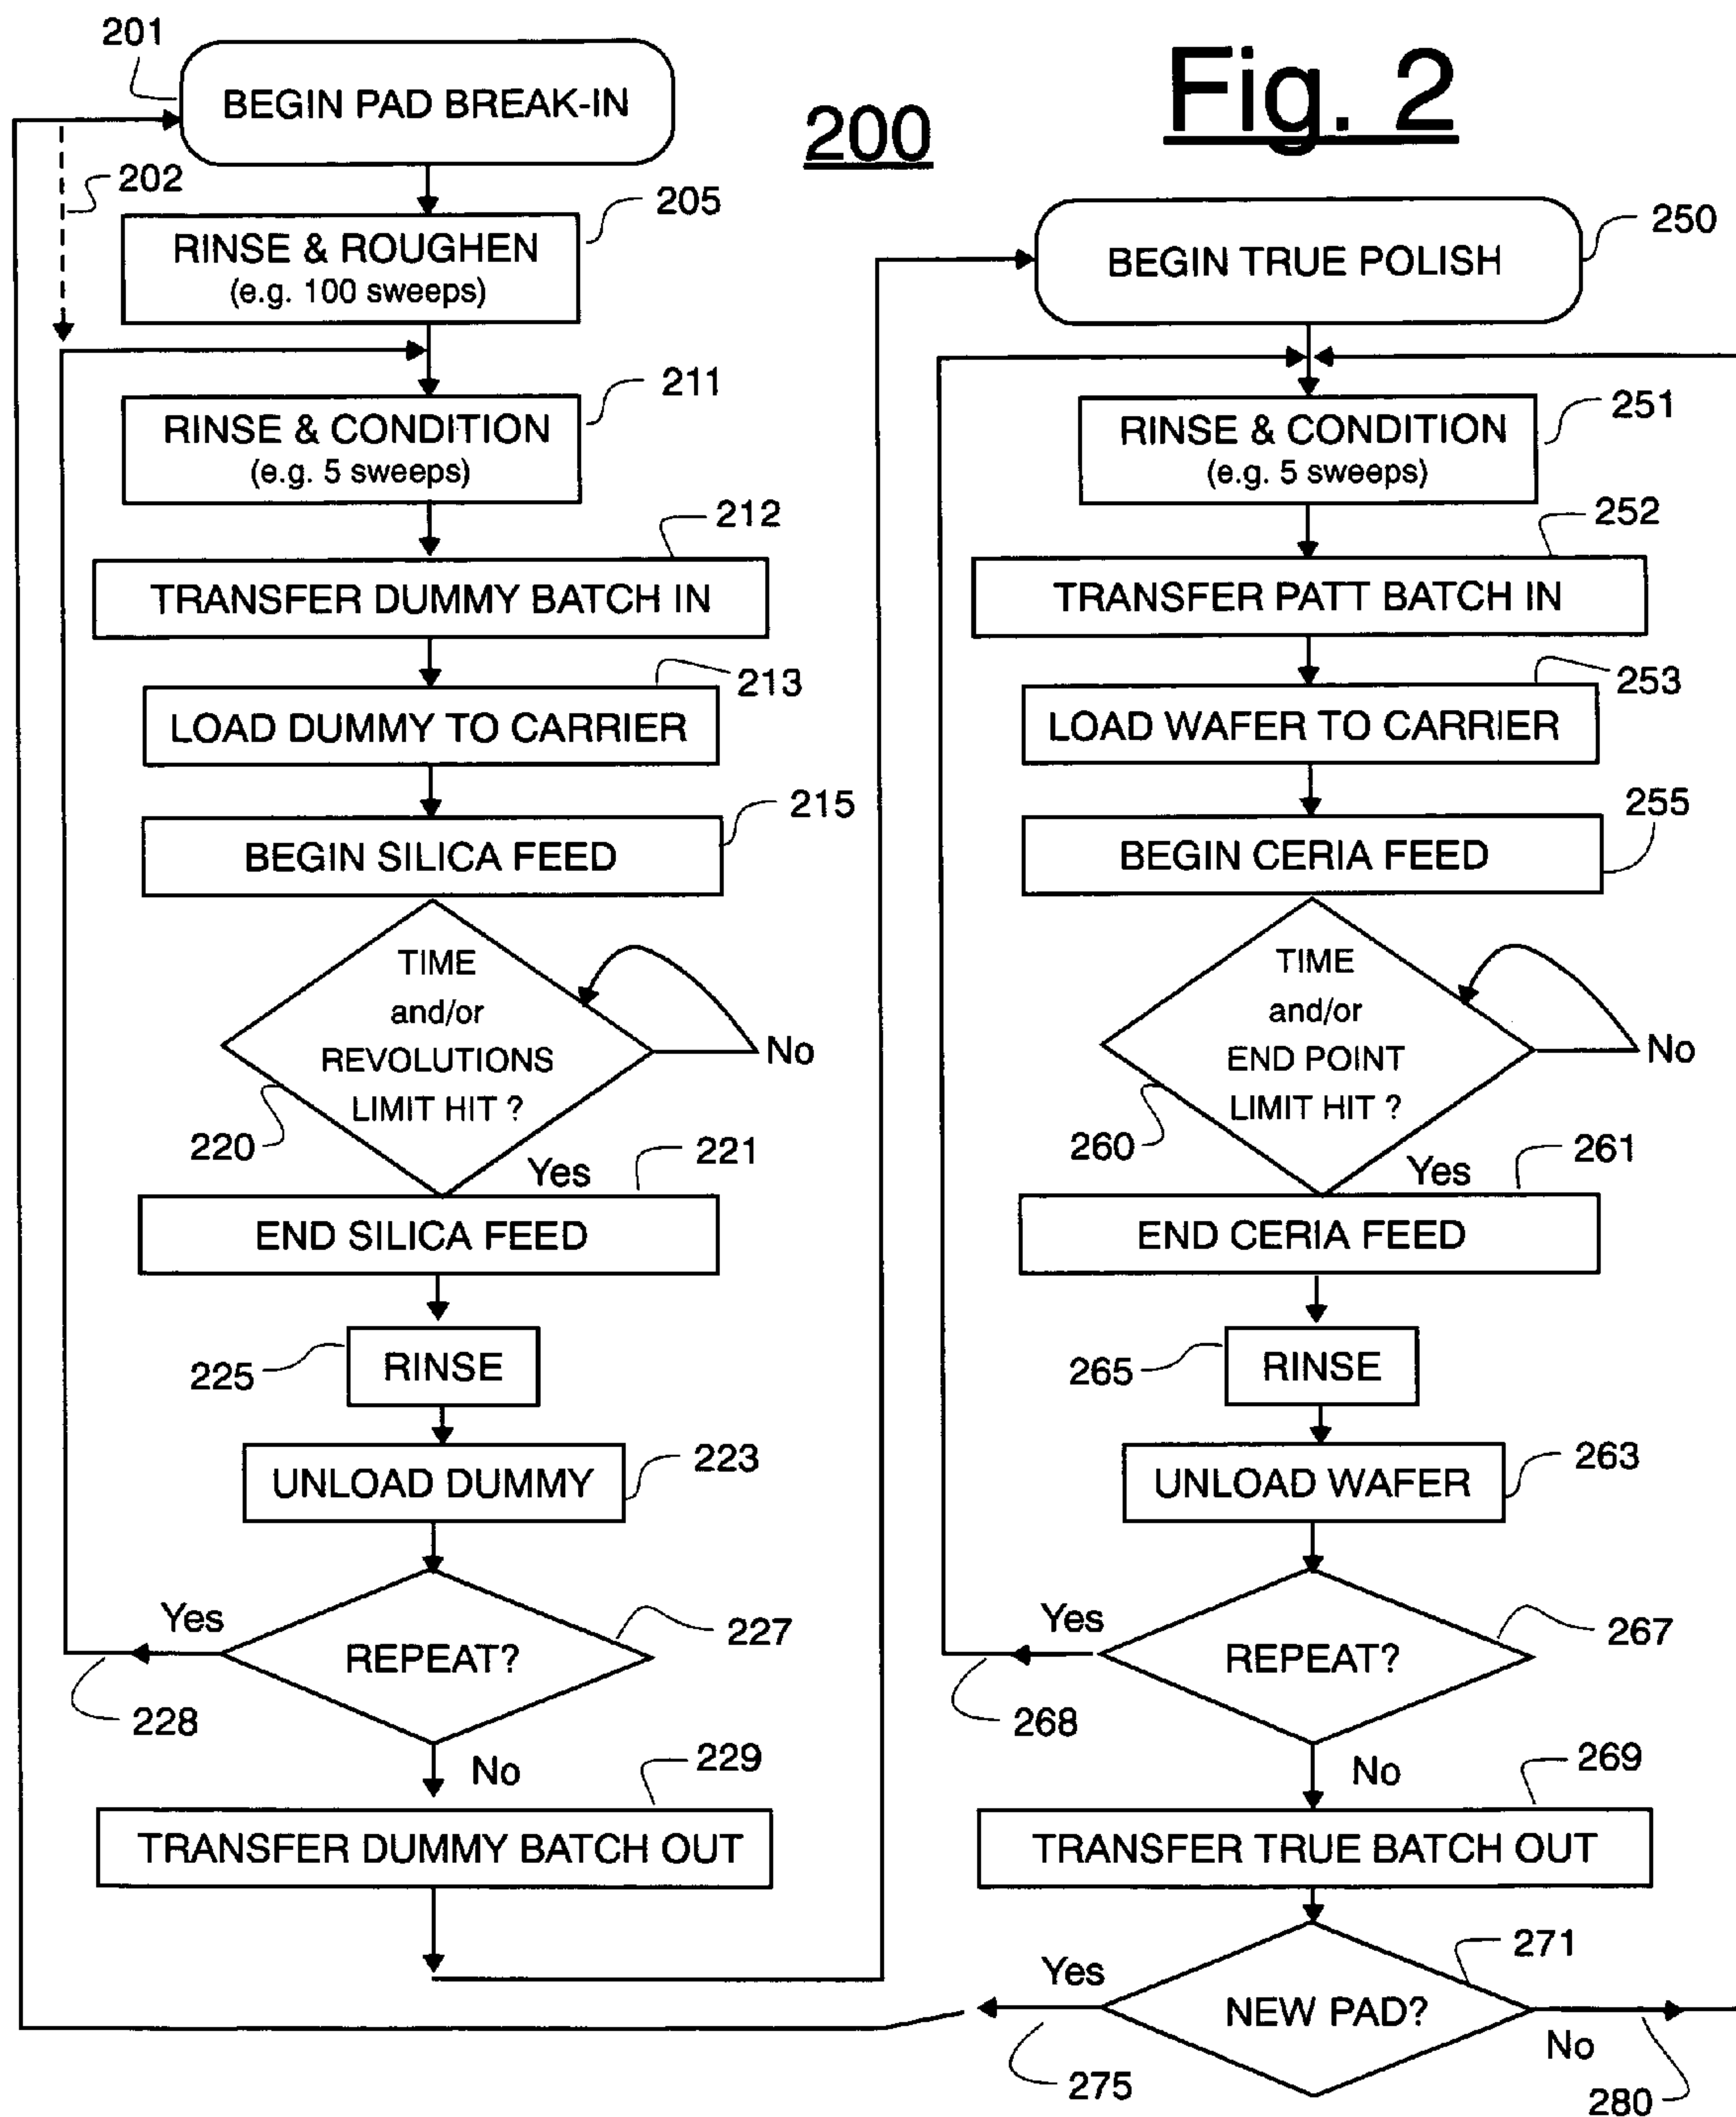 Fig. 2
200
201
BEGIN PAD BREAK-IN
202
205
RINSE & ROUGHEN
(e.g. 100 sweeps)
211
RINSE & CONDITION
(e.g. 5 sweeps)
212
TRANSFER DUMMY BATCH IN
213
LOAD DUMMY TO CARRIER
215
BEGIN SILICA FEED
TIME
and/or
REVOLUTIONS
LIMIT HIT ?
No
220
Yes
221
END SILICA FEED
225
RINSE
223
UNLOAD DUMMY
Yes
REPEAT?
227
228
No
229
TRANSFER DUMMY BATCH OUT
250
BEGIN TRUE POLISH
251
RINSE & CONDITION
(e.g. 5 sweeps)
252
TRANSFER PATT BATCH IN
253
LOAD WAFER TO CARRIER
255
BEGIN CERIA FEED
TIME
and/or
END POINT
LIMIT HIT ?
No
260
Yes
261
END CERIA FEED
265
RINSE
263
UNLOAD WAFER
Yes
REPEAT?
267
268
No
269
TRANSFER TRUE BATCH OUT
271
Yes
NEW PAD?
No
275
280